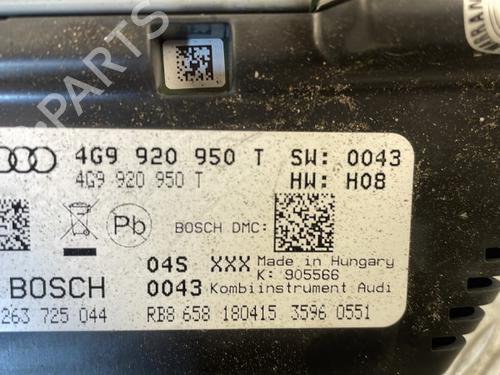 4G9 920 950 T SW: 0043
4G9 920 950 T HW: H08
Pb BOSCH DMC:
04S XXX Made in Hungary
K: 905566
BOSCH 0043 Kombiinstrument Audi
263 725 044 RB8 658 180415 3596 0551